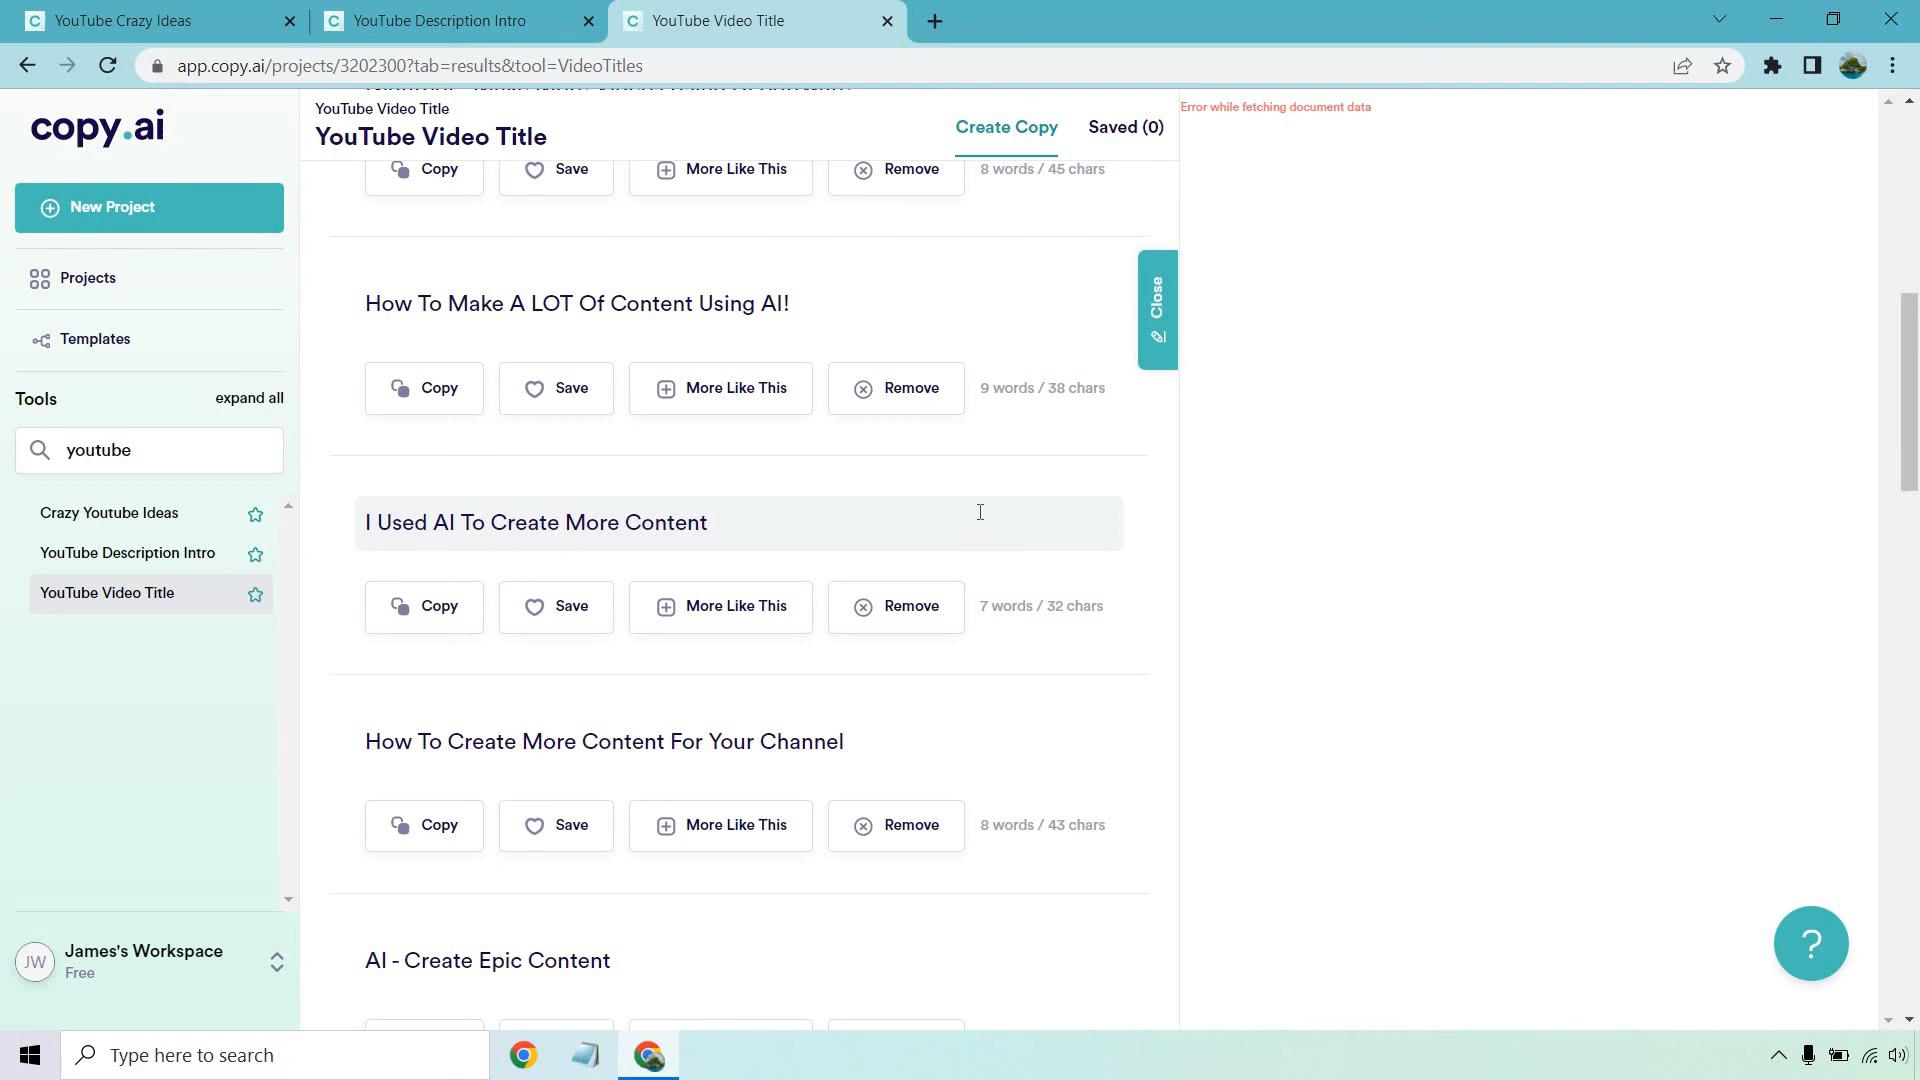 YouTube Crazy Ideas
YouTube Description Intro
YouTube Video Title
app.copy.ai/projects/3202300?tab=results&tool=VideoTitles
copy.ai
New Project
Projects
Templates
Tools
expand all
youtube
Crazy Youtube Ideas
YouTube Description Intro
YouTube Video Title
JW
James's Workspace
Free
YouTube Video Title
YouTube Video Title
Create Copy
Saved (0)
Copy
Save
More Like This
Remove
8 words / 45 chars
How To Make A LOT Of Content Using AI!
Copy
Save
More Like This
Remove
9 words / 38 chars
I Used AI To Create More Content
Copy
Save
More Like This
Remove
7 words / 32 chars
How To Create More Content For Your Channel
Copy
Save
More Like This
Remove
8 words / 43 chars
AI - Create Epic Content
Close
Error while fetching document data
?
Type here to search